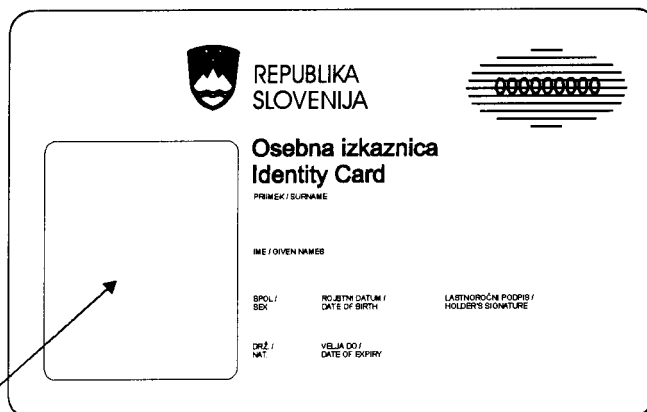 REPUBLIKA
SLOVENIJA
000000000
Osebna izkaznica
Identity Card
PRIIMEK / SURNAME
IME / GIVEN NAMES
SPOL / ROJSTNI DATUM / LASTNOROČNI PODPIS /
SEX DATE OF BIRTH HOLDER'S SIGNATURE
DRŽ. / VELJA DO /
NAT. DATE OF EXPIRY